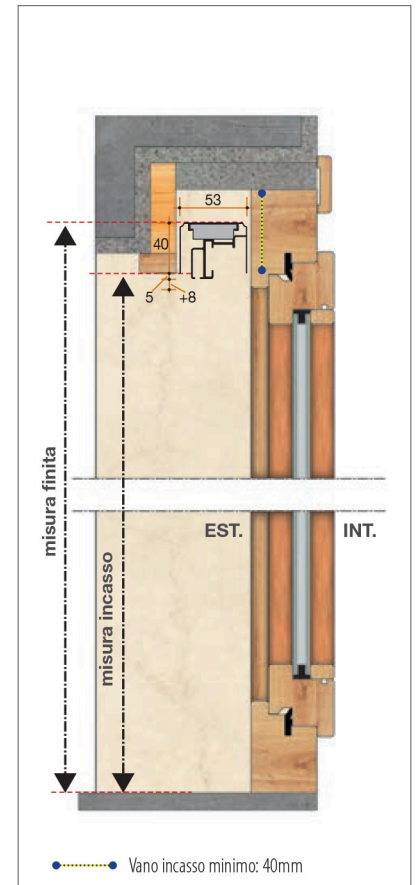 53
40
5 +8
misura finita
misura incasso
EST. INT.
Vano incasso minimo: 40mm